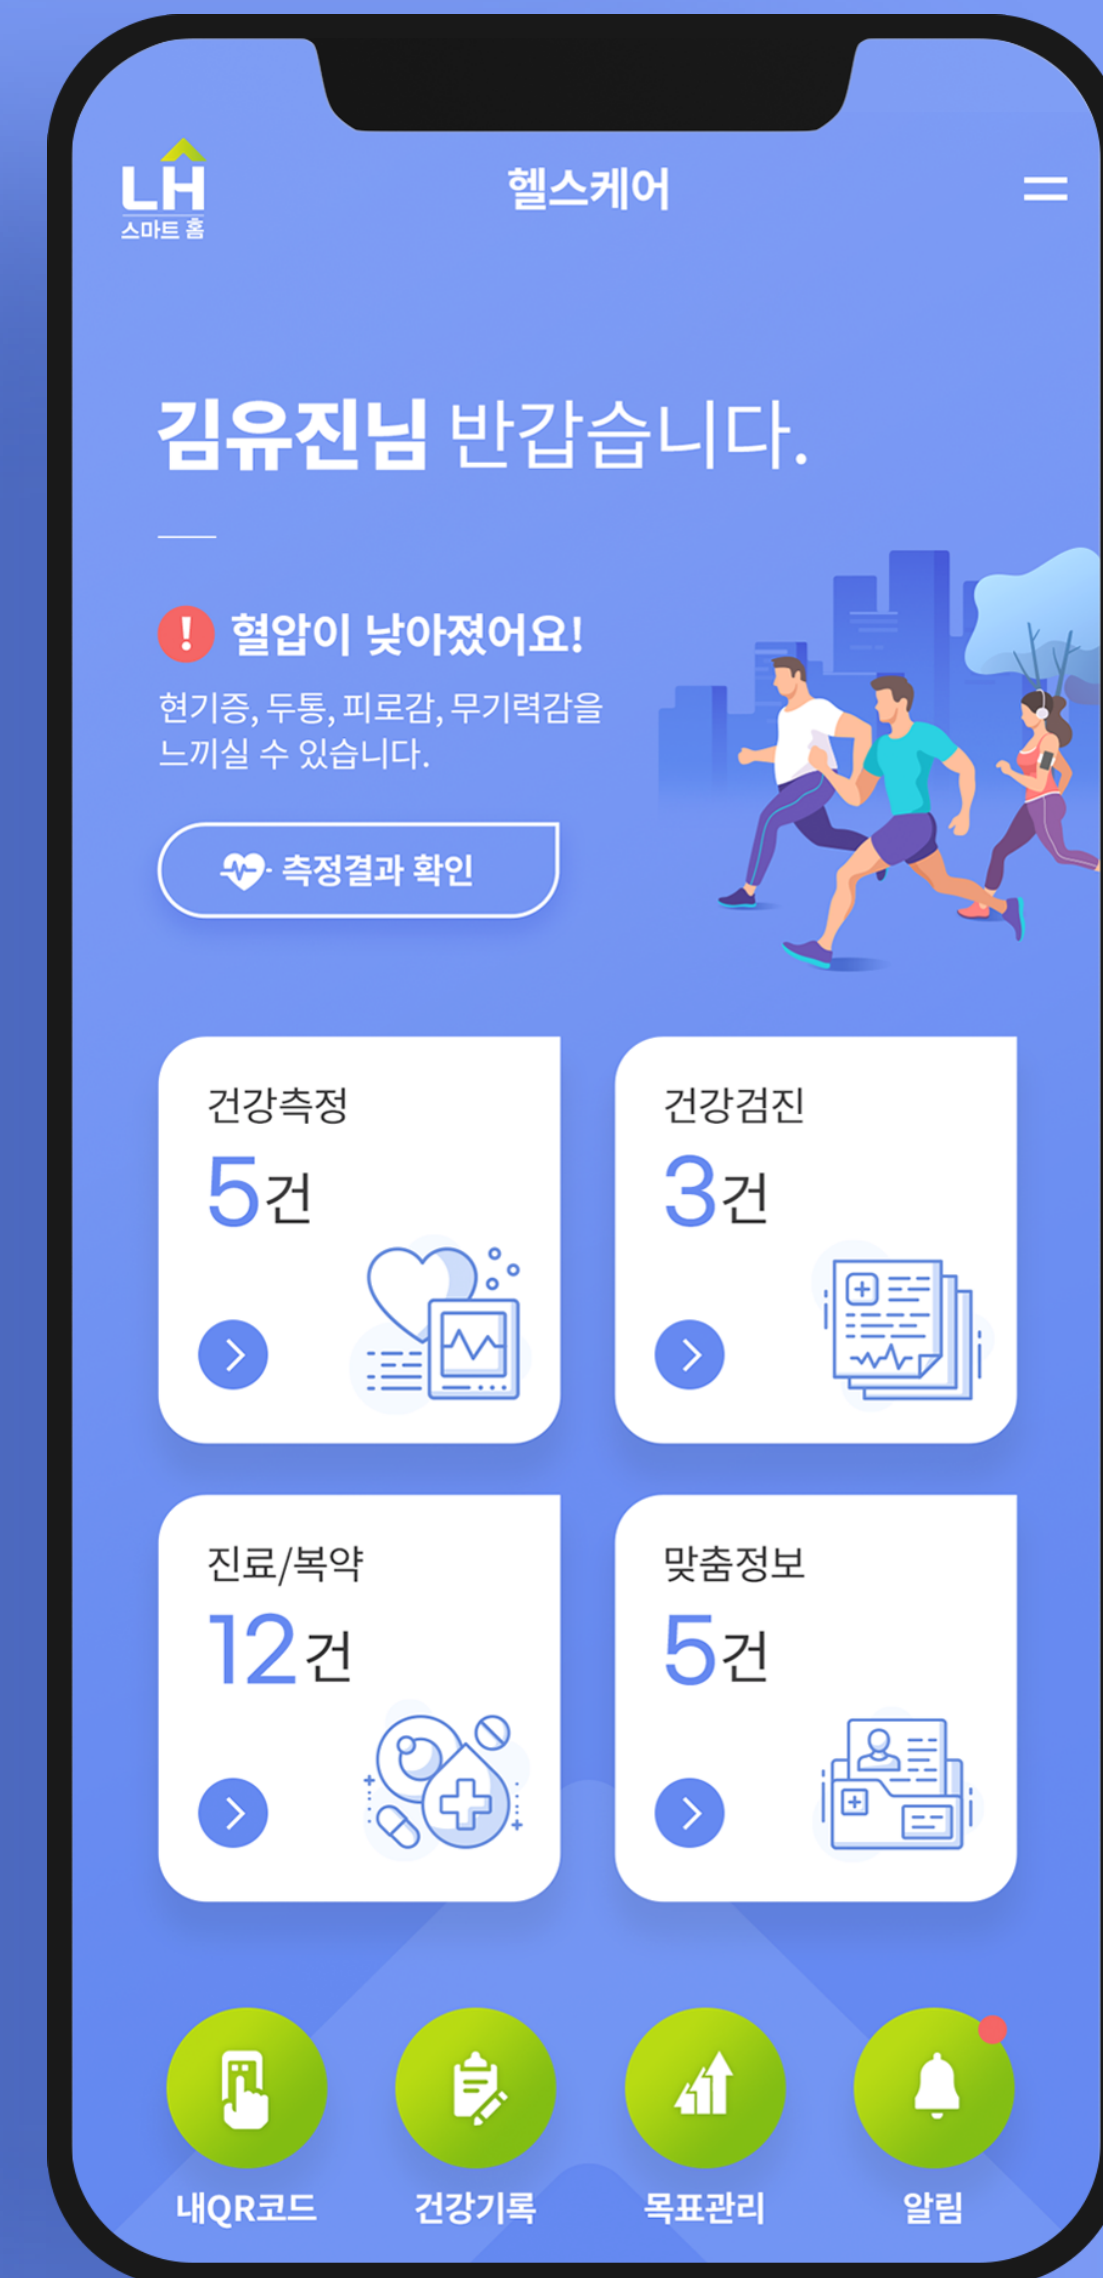 LH
스마트 홈
헬스케어
김유진님 반갑습니다.
! 혈압이 낮아졌어요!
현기증, 두통, 피로감, 무기력감을
느끼실 수 있습니다.
측정결과 확인
건강측정
5건
건강검진
3건
진료/복약
12건
맞춤정보
5건
내QR코드
건강기록
목표관리
알림